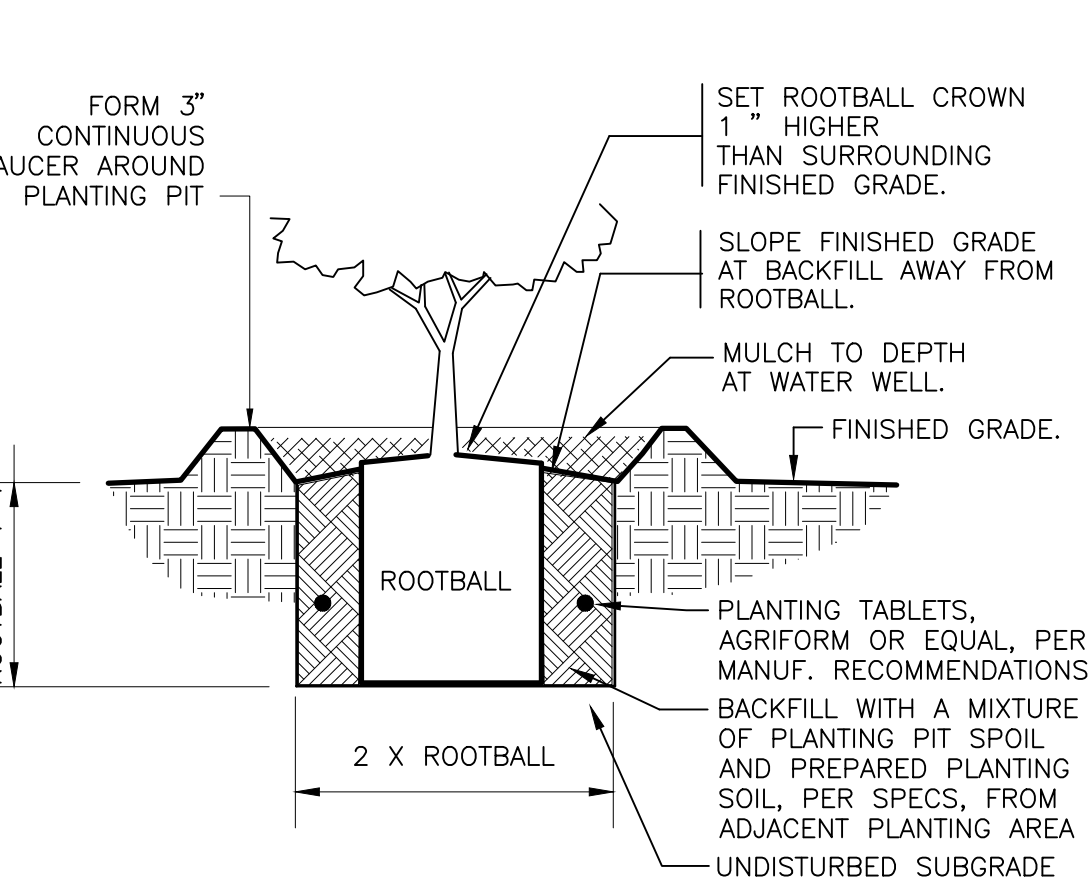 FORM 3"
CONTINUOUS
AUCER AROUND
PLANTING PIT
SET ROOTBALL CROWN
1 " HIGHER
THAN SURROUNDING
FINISHED GRADE.
SLOPE FINISHED GRADE
AT BACKFILL AWAY FROM
ROOTBALL.
MULCH TO DEPTH
AT WATER WELL.
FINISHED GRADE.
ROOTBALL
PLANTING TABLETS,
AGRIFORM OR EQUAL, PER
MANUF. RECOMMENDATIONS
BACKFILL WITH A MIXTURE
OF PLANTING PIT SPOIL
AND PREPARED PLANTING
SOIL, PER SPECS, FROM
ADJACENT PLANTING AREA
UNDISTURBED SUBGRADE
2 X ROOTBALL